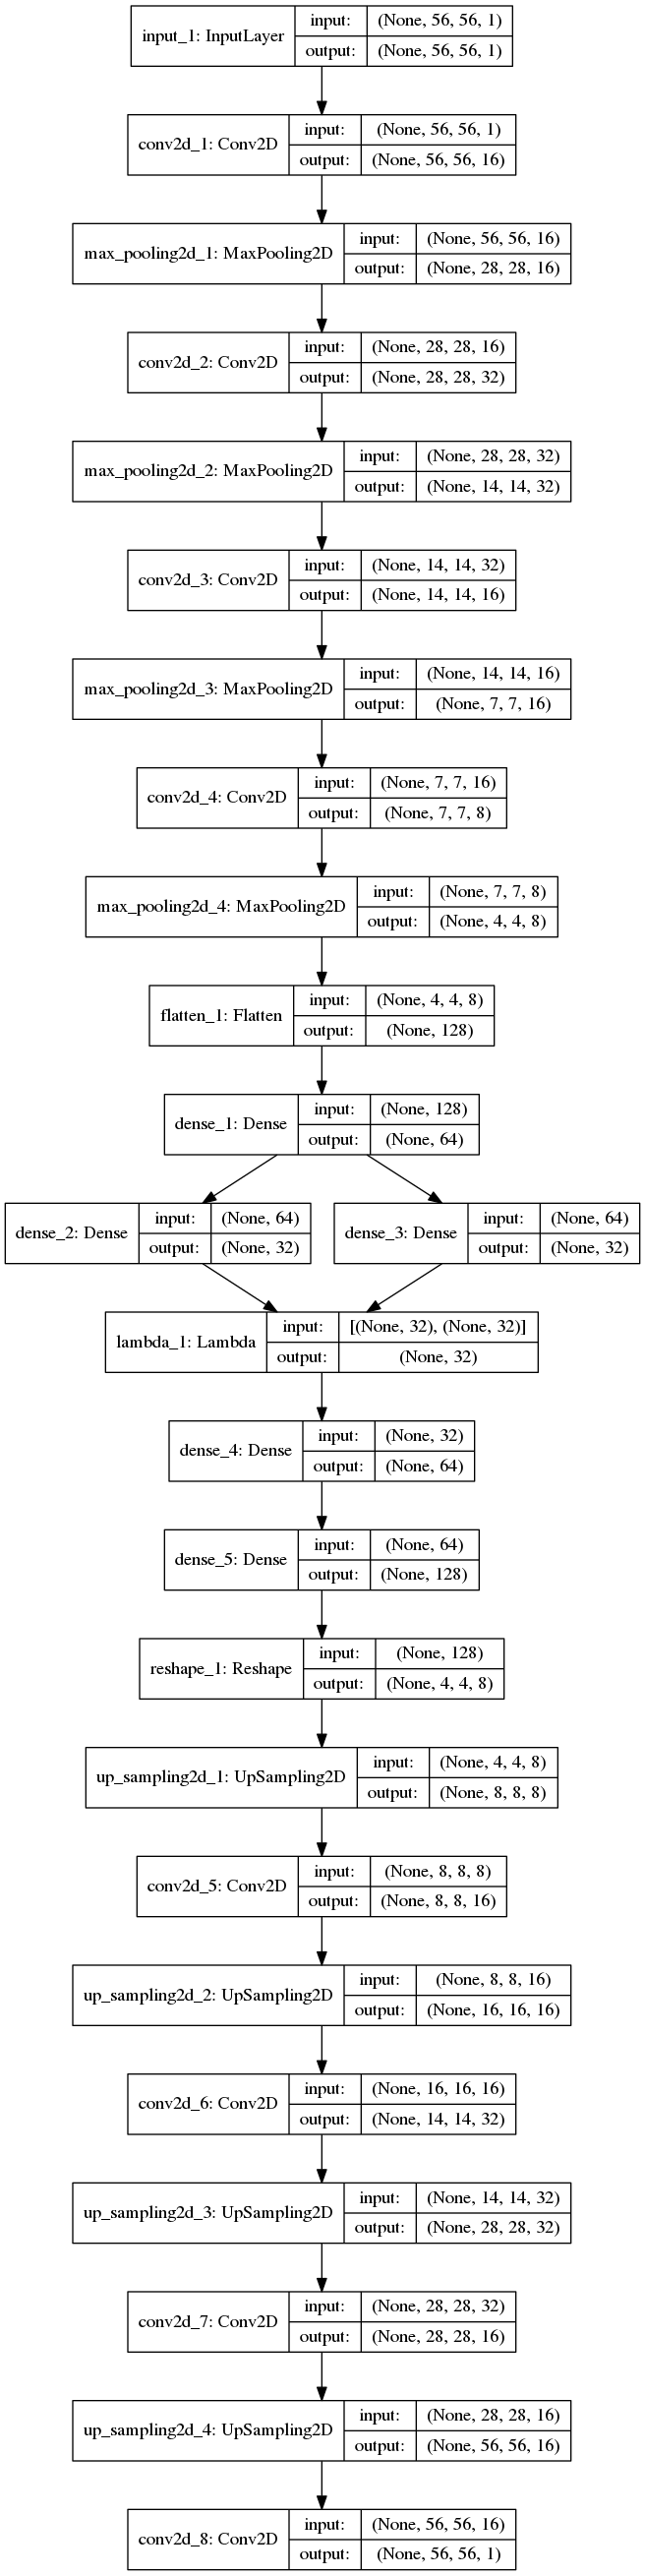 input_1: InputLayer
input: (None, 56, 56, 1)
output: (None, 56, 56, 1)
conv2d_1: Conv2D
input: (None, 56, 56, 1)
output: (None, 56, 56, 16)
max_pooling2d_1: MaxPooling2D
input: (None, 56, 56, 16)
output: (None, 28, 28, 16)
conv2d_2: Conv2D
input: (None, 28, 28, 16)
output: (None, 28, 28, 32)
max_pooling2d_2: MaxPooling2D
input: (None, 28, 28, 32)
output: (None, 14, 14, 32)
conv2d_3: Conv2D
input: (None, 14, 14, 32)
output: (None, 14, 14, 16)
max_pooling2d_3: MaxPooling2D
input: (None, 14, 14, 16)
output: (None, 7, 7, 16)
conv2d_4: Conv2D
input: (None, 7, 7, 16)
output: (None, 7, 7, 8)
max_pooling2d_4: MaxPooling2D
input: (None, 7, 7, 8)
output: (None, 4, 4, 8)
flatten_1: Flatten
input: (None, 4, 4, 8)
output: (None, 128)
dense_1: Dense
input: (None, 128)
output: (None, 64)
dense_2: Dense
input: (None, 64)
output: (None, 32)
dense_3: Dense
input: (None, 64)
output: (None, 32)
lambda_1: Lambda
input: [(None, 32), (None, 32)]
output: (None, 32)
dense_4: Dense
input: (None, 32)
output: (None, 64)
dense_5: Dense
input: (None, 64)
output: (None, 128)
reshape_1: Reshape
input: (None, 128)
output: (None, 4, 4, 8)
up_sampling2d_1: UpSampling2D
input: (None, 4, 4, 8)
output: (None, 8, 8, 8)
conv2d_5: Conv2D
input: (None, 8, 8, 8)
output: (None, 8, 8, 16)
up_sampling2d_2: UpSampling2D
input: (None, 8, 8, 16)
output: (None, 16, 16, 16)
conv2d_6: Conv2D
input: (None, 16, 16, 16)
output: (None, 14, 14, 32)
up_sampling2d_3: UpSampling2D
input: (None, 14, 14, 32)
output: (None, 28, 28, 32)
conv2d_7: Conv2D
input: (None, 28, 28, 32)
output: (None, 28, 28, 16)
up_sampling2d_4: UpSampling2D
input: (None, 28, 28, 16)
output: (None, 56, 56, 16)
conv2d_8: Conv2D
input: (None, 56, 56, 16)
output: (None, 56, 56, 1)